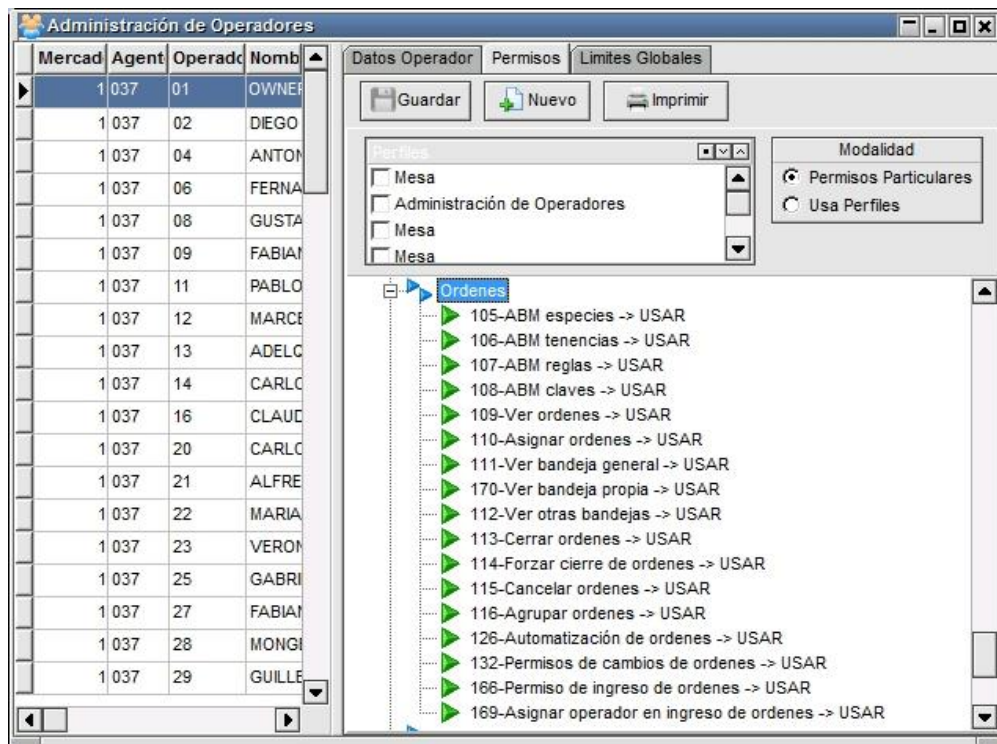 Administración de Operadores
Mercad Agent Operado Nomb
1 037 01 OWNER
1 037 02 DIEGO
1 037 04 ANTON
1 037 06 FERNA
1 037 08 GUSTA
1 037 09 FABIAN
1 037 11 PABLO
1 037 12 MARCE
1 037 13 ADELQ
1 037 14 CARLO
1 037 16 CLAUD
1 037 20 CARLO
1 037 21 ALFRE
1 037 22 MARIA
1 037 23 VERON
1 037 25 GABRI
1 037 27 FABIAN
1 037 28 MONGE
1 037 29 GUILLE
Datos Operador Permisos Limites Globales
Guardar Nuevo Imprimir
Perfiles
Mesa
Administración de Operadores
Mesa
Mesa
Modalidad
Permisos Particulares
Usa Perfiles
Ordenes
105-ABM especies -> USAR
106-ABM tenencias -> USAR
107-ABM reglas -> USAR
108-ABM claves -> USAR
109-Ver ordenes -> USAR
110-Asignar ordenes -> USAR
111-Ver bandeja general -> USAR
170-Ver bandeja propia -> USAR
112-Ver otras bandejas -> USAR
113-Cerrar ordenes -> USAR
114-Forzar cierre de ordenes -> USAR
115-Cancelar ordenes -> USAR
116-Agrupar ordenes -> USAR
126-Automatización de ordenes -> USAR
132-Permisos de cambios de ordenes -> USAR
166-Permiso de ingreso de ordenes -> USAR
169-Asignar operador en ingreso de ordenes -> USAR